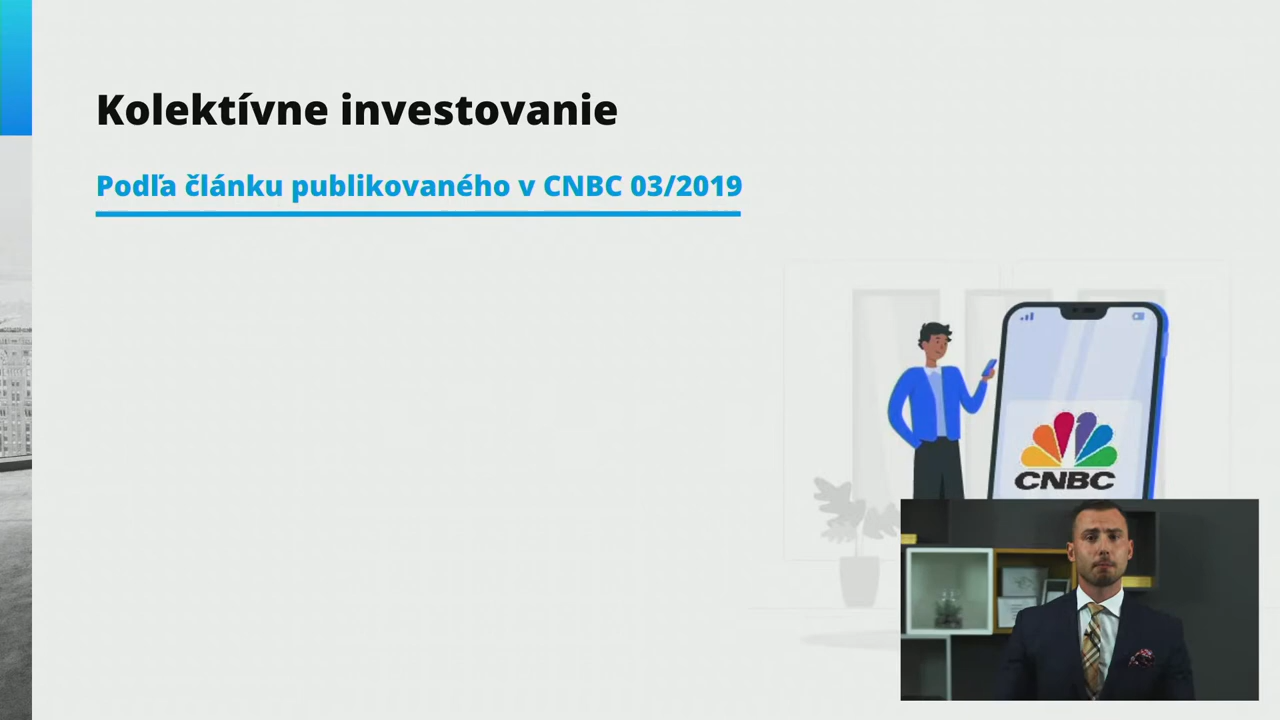 Kolektívne investovanie
Podľa článku publikovaného v CNBC 03/2019
CNBC